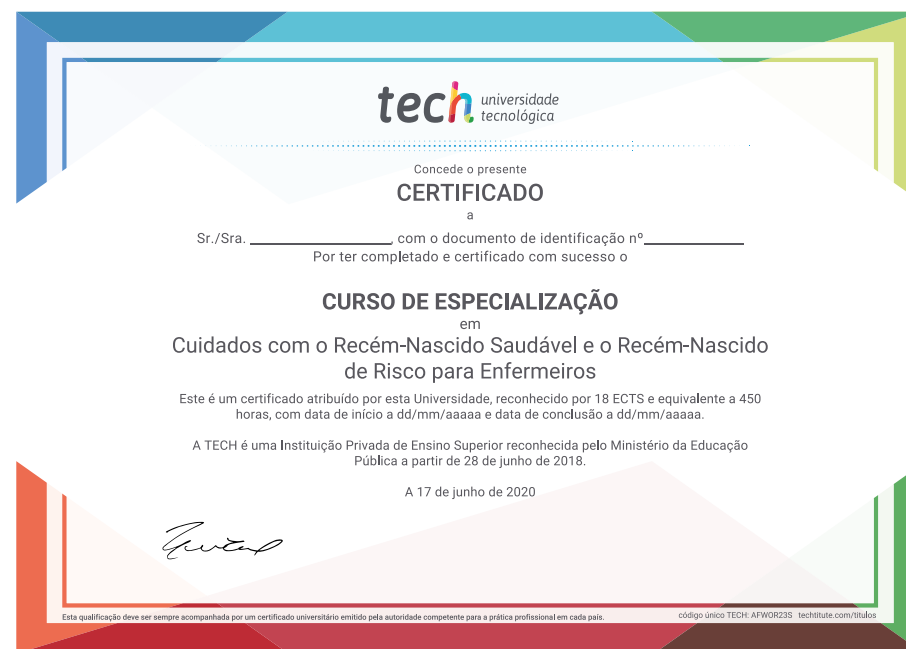 tech universidade
tecnológica
Concede o presente
CERTIFICADO
a
Sr./Sra. ____________________, com o documento de identificação nº______________
Por ter completado e certificado com sucesso o
CURSO DE ESPECIALIZAÇÃO
em
Cuidados com o Recém-Nascido Saudável e o Recém-Nascido
de Risco para Enfermeiros
Este é um certificado atribuído por esta Universidade, reconhecido por 18 ECTS e equivalente a 450
horas, com data de início a dd/mm/aaaaa e data de conclusão a dd/mm/aaaaa.
A TECH é uma Instituição Privada de Ensino Superior reconhecida pelo Ministério da Educação
Pública a partir de 28 de junho de 2018.
A 17 de junho de 2020
Esta qualificação deve ser sempre acompanhada por um certificado universitário emitido pela autoridade competente para a prática profissional em cada país.
código único TECH: AFWOR23S techtitute.com/titulos